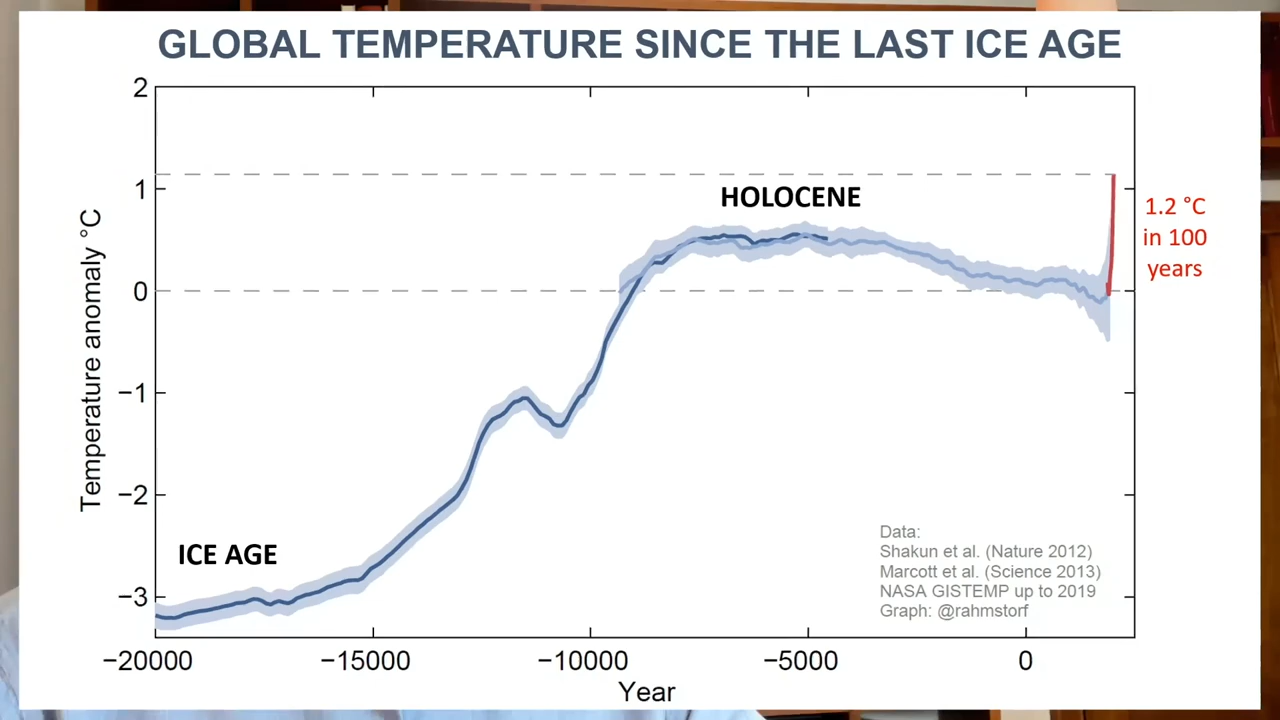 GLOBAL TEMPERATURE SINCE THE LAST ICE AGE
2
1
0
−1
−2
−3
Temperature anomaly °C
HOLOCENE
ICE AGE
1.2 °C
in 100
years
Data:
Shakun et al. (Nature 2012)
Marcott et al. (Science 2013)
NASA GISTEMP up to 2019
Graph: @rahmstorf
−20000 −15000 −10000 −5000 0
Year